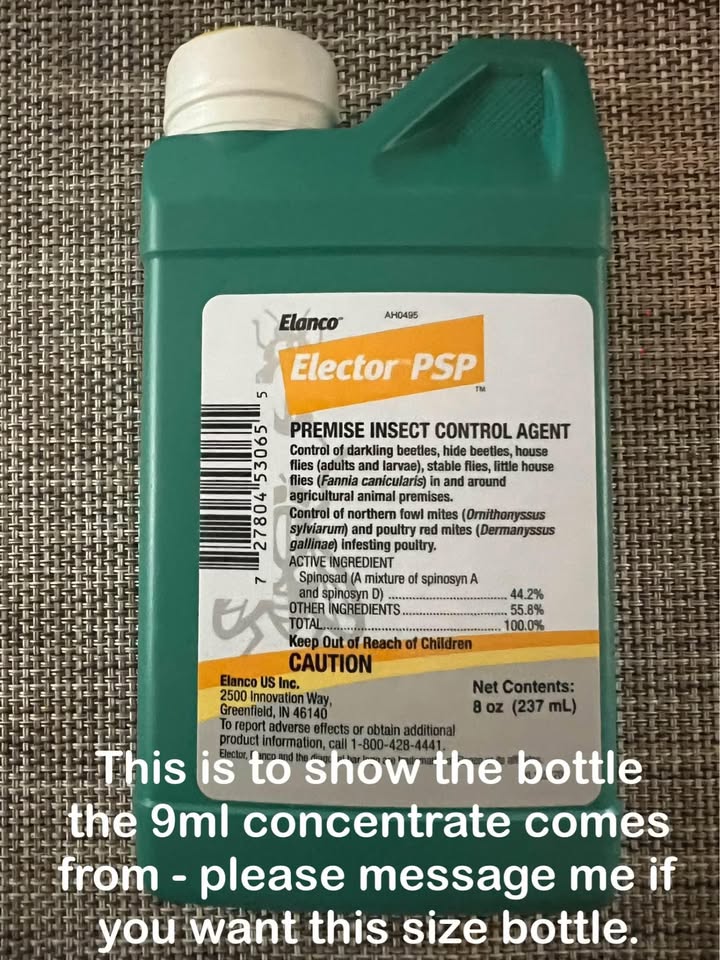 Elanco™
AH0495
Elector™ PSP
TM
PREMISE INSECT CONTROL AGENT
Control of darkling beetles, hide beetles, house
flies (adults and larvae), stable flies, little house
flies (Fannia canicularis) in and around
agricultural animal premises.
Control of northern fowl mites (Ornithonyssus
sylviarum) and poultry red mites (Dermanyssus
gallinae) infesting poultry.
ACTIVE INGREDIENT
Spinosad (A mixture of spinosyn A
and spinosyn D) ........................... 44.2%
OTHER INGREDIENTS..................... 55.8%
TOTAL........................................ 100.0%
Keep Out of Reach of Children
CAUTION
Elanco US Inc.
2500 Innovation Way,
Greenfield, IN 46140
To report adverse effects or obtain additional
product information, call 1-800-428-4441.
Elector, and the
Net Contents:
8 oz (237 mL)
7 27804 53065 5
This is to show the bottle
the 9ml concentrate comes
from - please message me if
you want this size bottle.